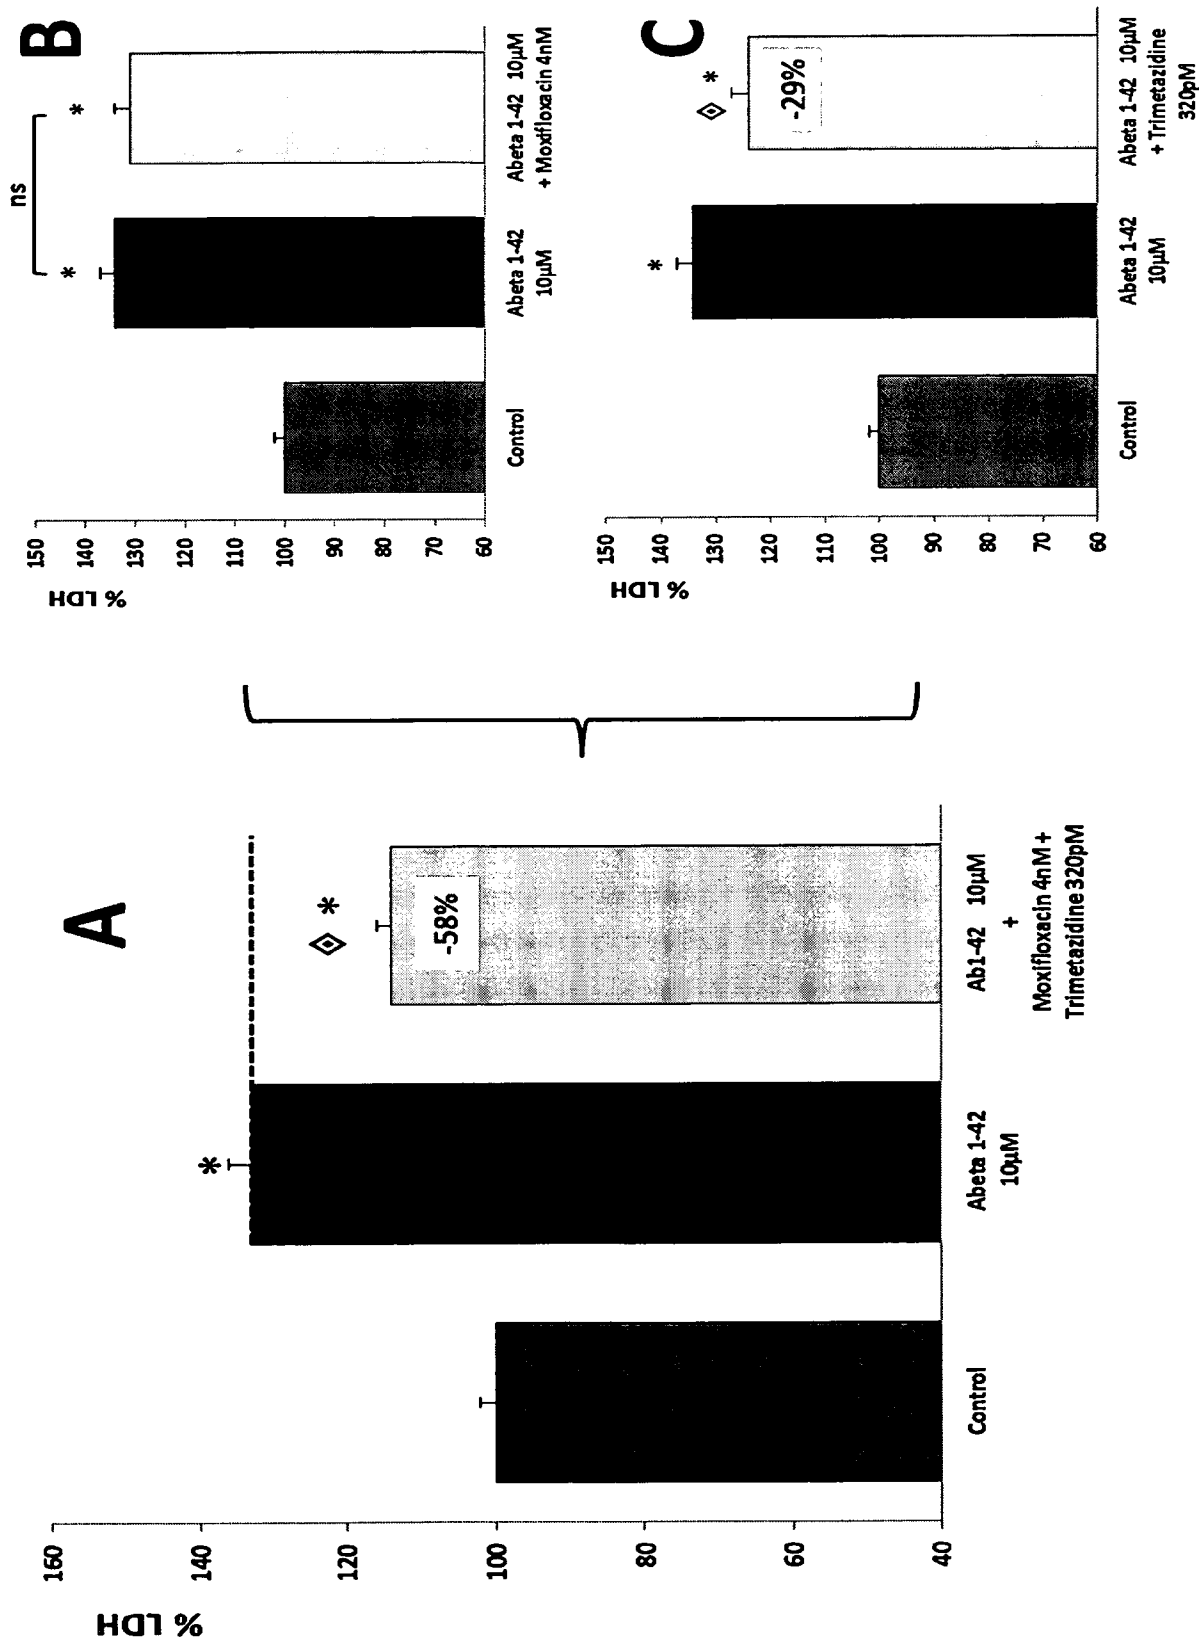 A
% LDH
160
140
120
100
80
60
40
*
*
-58%
Control
Abeta 1-42
10µM
Ab1-42 10µM
+
Moxifloxacin 4nM +
Trimetazidine 320pM
B
% LDH
150
140
130
120
110
100
90
80
70
60
ns
*
*
Control
Abeta 1-42
10µM
Abeta 1-42 10µM
+ Moxifloxacin 4nM
C
% LDH
150
140
130
120
110
100
90
80
70
60
*
*
-29%
Control
Abeta 1-42
10µM
Abeta 1-42 10µM
+ Trimetazidine
320pM